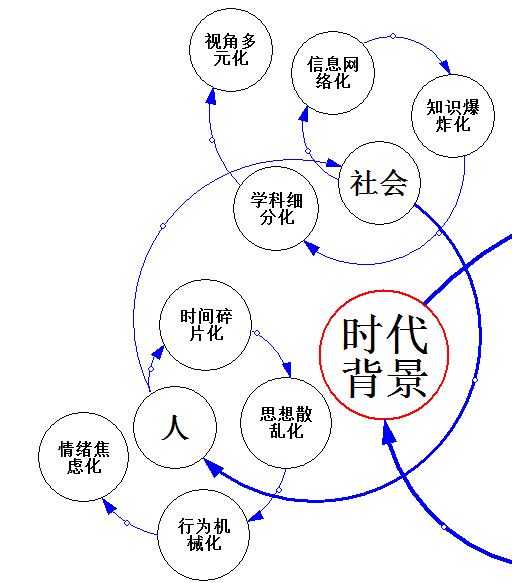 视角多
元化
信息网
络化
知识爆
炸化
社会
学科细
分化
时间碎
片化
时代
背景
思想散
乱化
人
情绪焦
虑化
行为机
械化